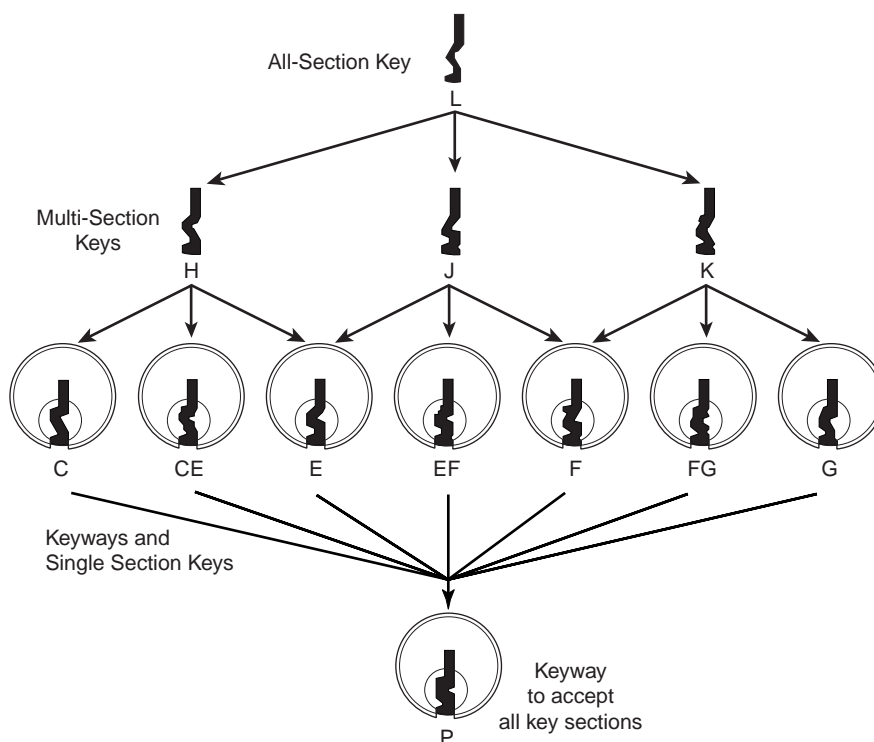 All-Section Key
L
Multi-Section
Keys
H
J
K
C
CE
E
EF
F
FG
G
Keyways and
Single Section Keys
Keyway
to accept
all key sections
P